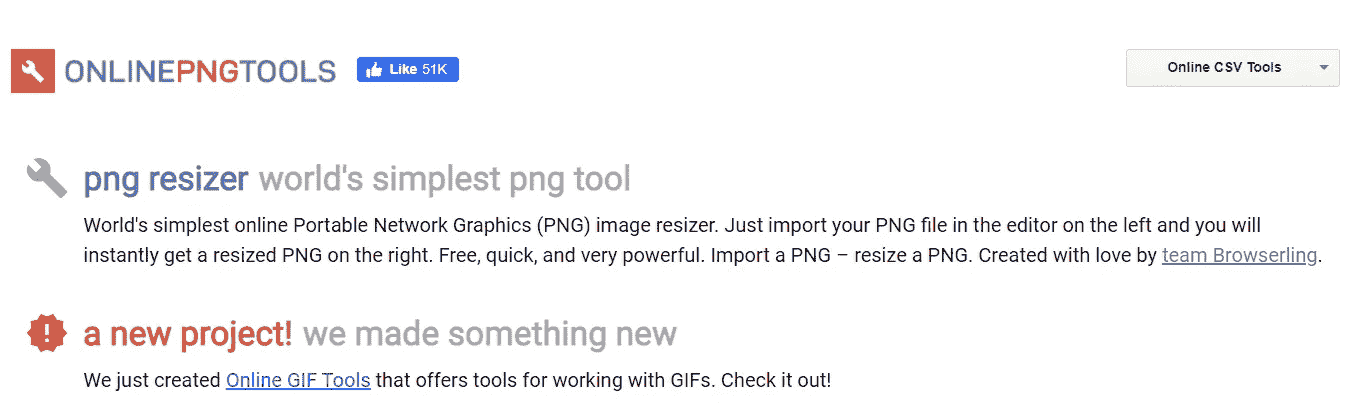 ONLINEPNGTOOLS Like 51K Online CSV Tools
png resizer world's simplest png tool
World's simplest online Portable Network Graphics (PNG) image resizer. Just import your PNG file in the editor on the left and you will
instantly get a resized PNG on the right. Free, quick, and very powerful. Import a PNG – resize a PNG. Created with love by team Browserling.
a new project! we made something new
We just created Online GIF Tools that offers tools for working with GIFs. Check it out!